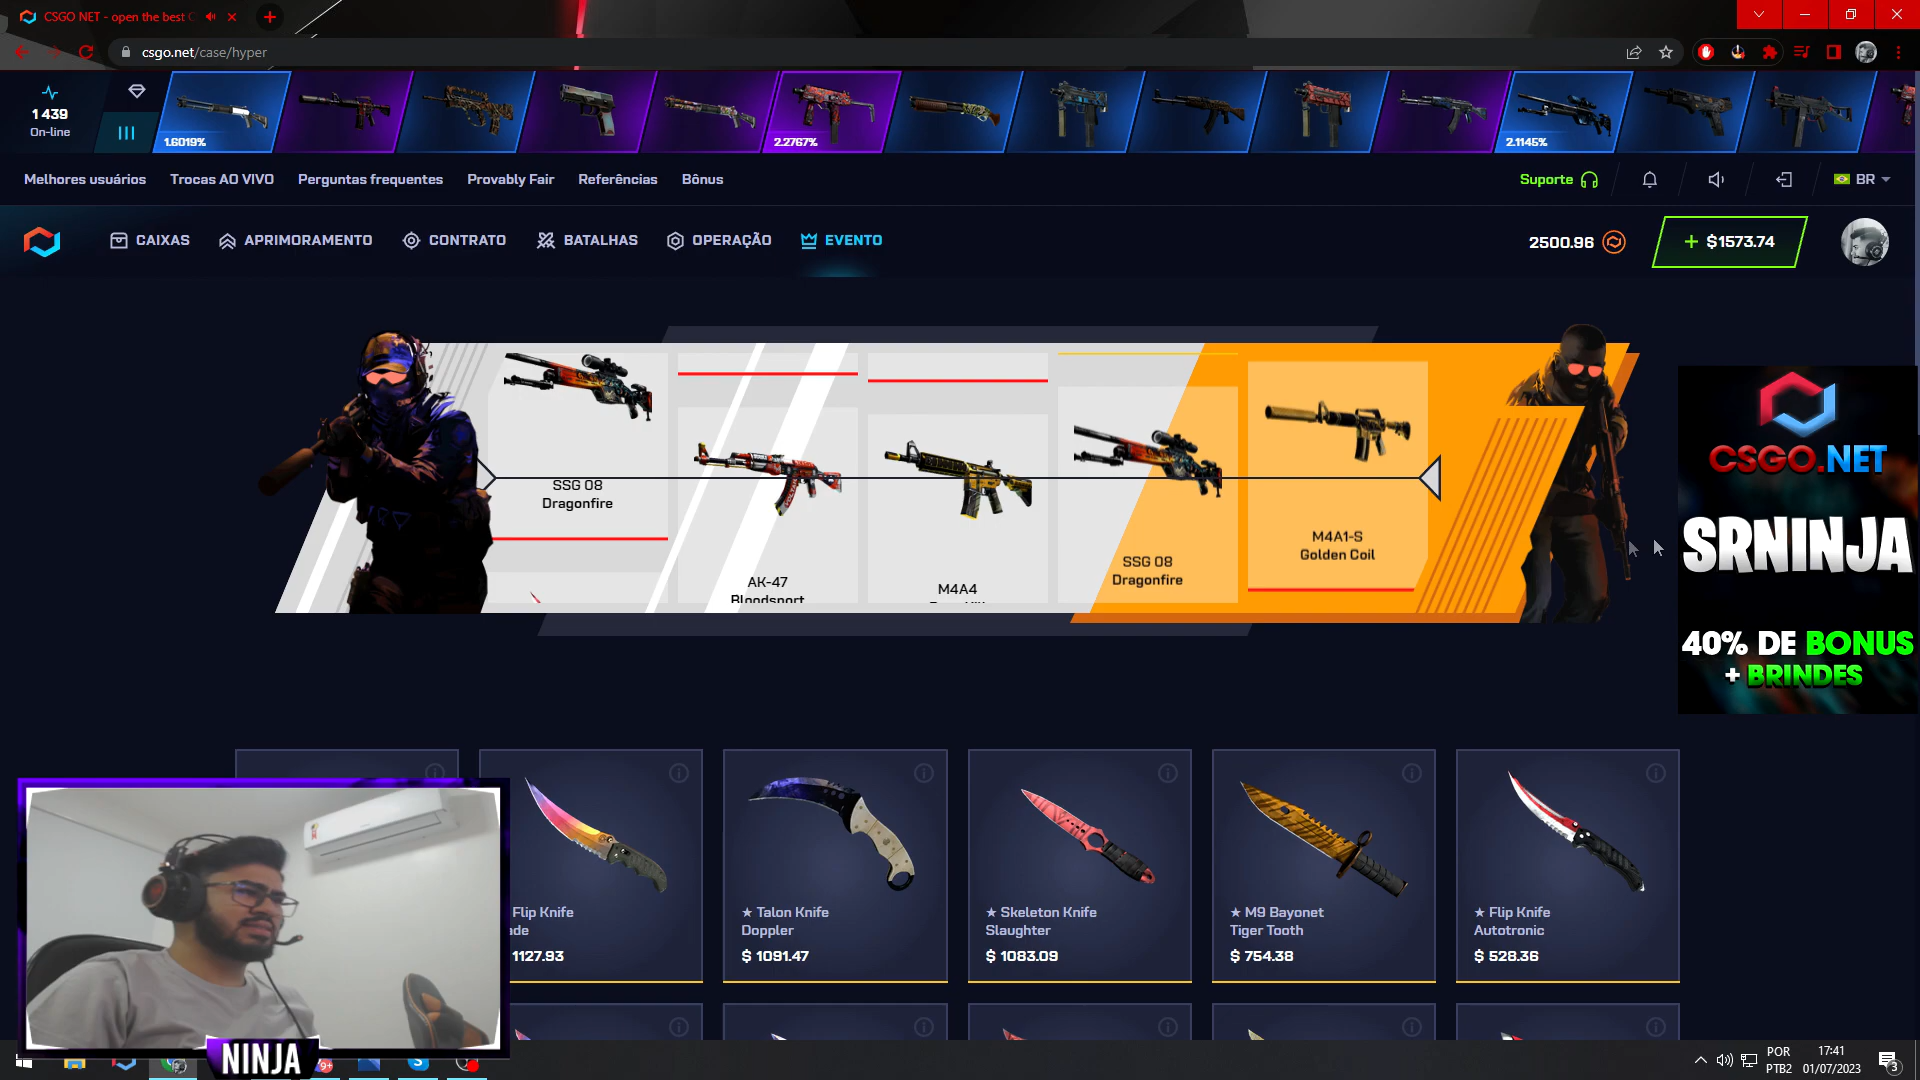 CSGO NET - open the best C
csgo.net/case/hyper
1 439
On-line
1.6019%
2.2767%
2.1145%
Melhores usuários
Trocas AO VIVO
Perguntas frequentes
Provably Fair
Referências
Bônus
Suporte
BR
CAIXAS
APRIMORAMENTO
CONTRATO
BATALHAS
OPERAÇÃO
EVENTO
2500.96
+ $1573.74
SSG 08
Dragonfire
AK-47
Bloodsport
M4A4
SSG 08
Dragonfire
M4A1-S
Golden Coil
CSGO.NET
SRNINJA
40% DE BONUS
+ BRINDES
Flip Knife
ade
1127.93
★ Talon Knife
Doppler
$ 1091.47
★ Skeleton Knife
Slaughter
$ 1083.09
★ M9 Bayonet
Tiger Tooth
$ 754.38
★ Flip Knife
Autotronic
$ 528.36
NINJA
9+
POR
PTB2
17:41
01/07/2023
3